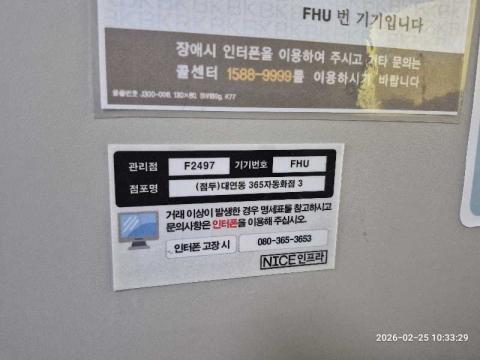 FHU 번 기기입니다
장애시 인터폰을 이용하여 주시고 기타 문의는
콜센터 1588-9999를 이용하시기 바랍니다
관리점 F2497 기기번호 FHU
점포명 (점두)대연동 365자동화점 3
거래 이상이 발생한 경우 명세표를 참고하시고
문의사항은 인터폰을 이용해 주십시오.
인터폰 고장 시 080-365-3653
NICE인프라
2026-02-25 10:33:29